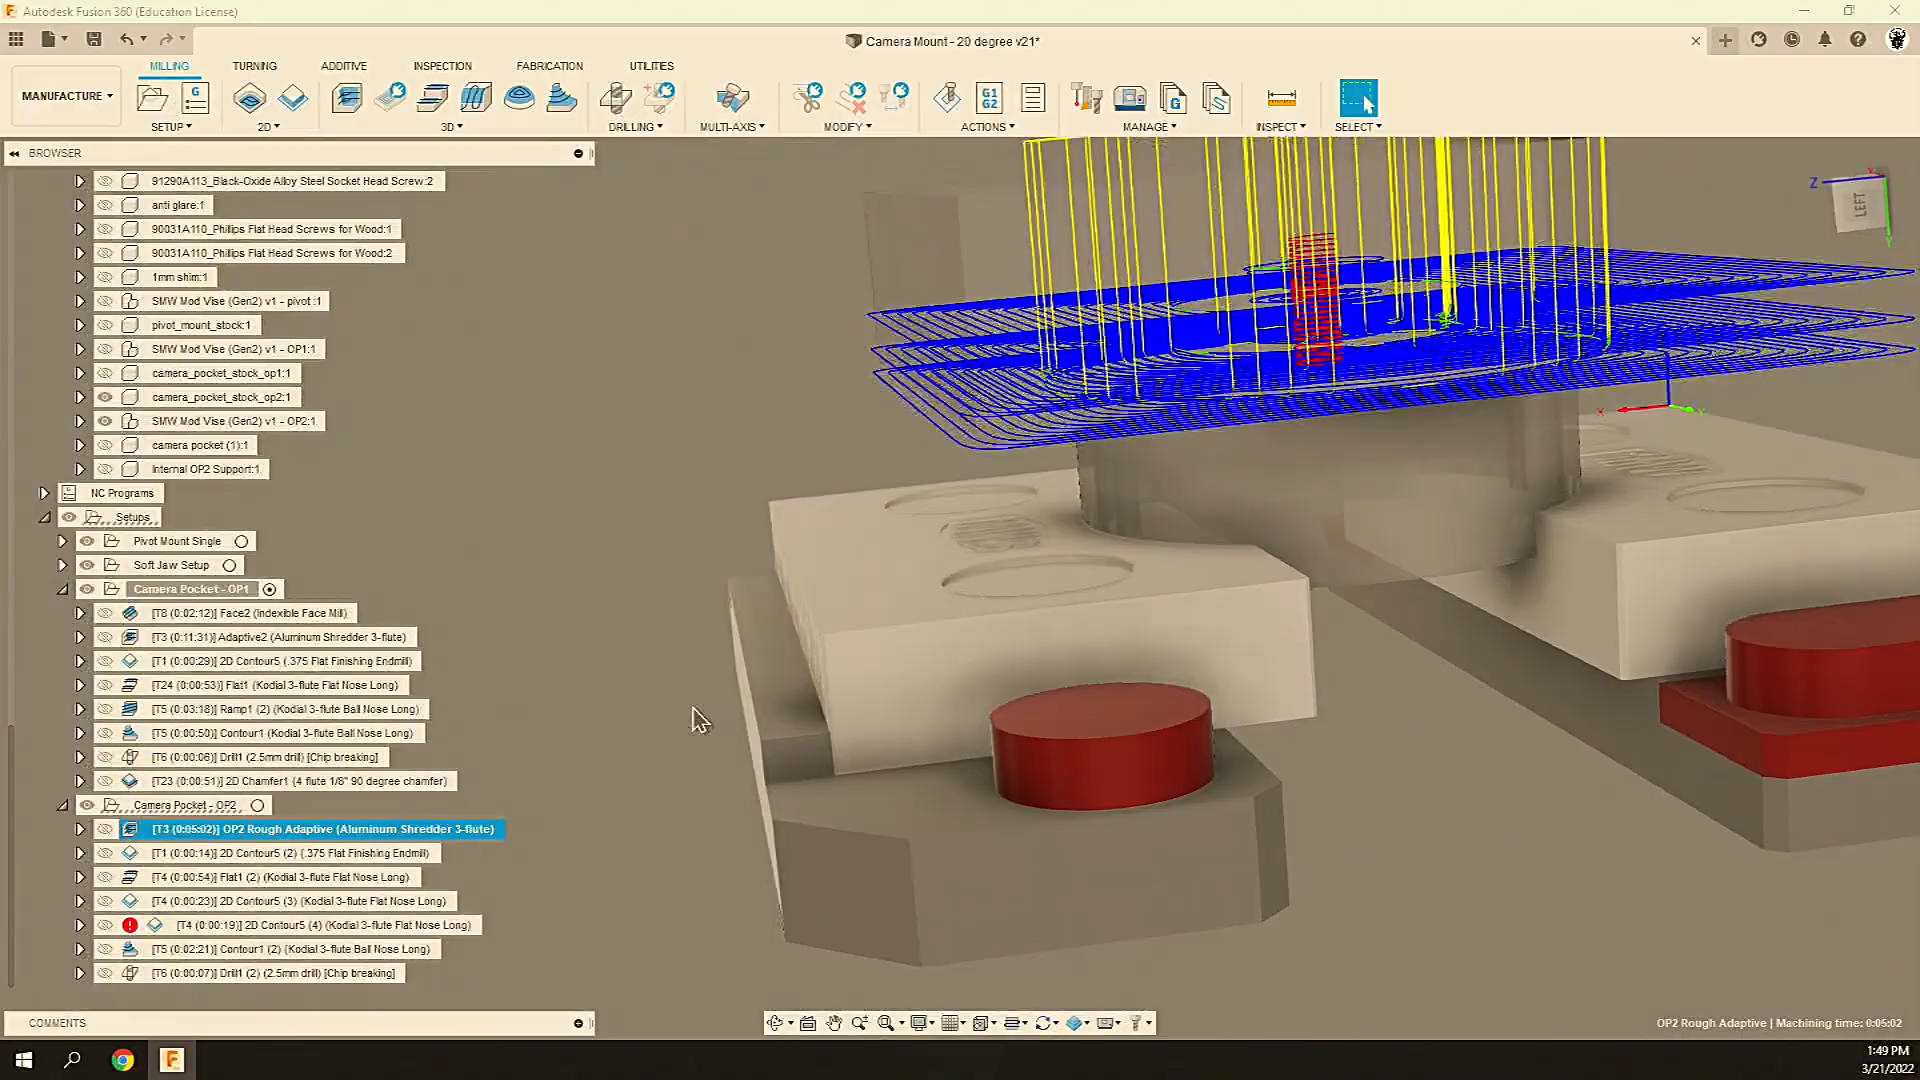 Autodesk Fusion 360 (Education License)
Camera Mount - 20 degree v21*
MANUFACTURE
MILLING TURNING ADDITIVE INSPECTION FABRICATION UTILITIES
G G1 G2 G
SETUP 2D 3D DRILLING MULTI-AXIS MODIFY ACTIONS MANAGE INSPECT SELECT
BROWSER
91290A113_Black-Oxide Alloy Steel Socket Head Screw:2
anti glare:1
90031A110_Phillips Flat Head Screws for Wood:1
90031A110_Phillips Flat Head Screws for Wood:2
1mm shim:1
SMW Mod Vise (Gen2) v1 - pivot :1
pivot_mount_stock:1
SMW Mod Vise (Gen2) v1 - OP1:1
camera_pocket_stock_op1:1
camera_pocket_stock_op2:1
SMW Mod Vise (Gen2) v1 - OP2:1
camera pocket (1):1
Internal OP2 Support:1
NC Programs
Setups
Pivot Mount Single
Soft Jaw Setup
Camera Pocket - OP1
[T8 (0:02:12)] Face2 (Indexible Face Mill)
[T3 (0:11:31)] Adaptive2 (Aluminum Shredder 3-flute)
[T1 (0:00:29)] 2D Contour5 (.375 Flat Finishing Endmill)
[T24 (0:00:53)] Flat1 (Kodial 3-flute Flat Nose Long)
[T5 (0:03:18)] Ramp1 (2) (Kodial 3-flute Ball Nose Long)
[T5 (0:00:50)] Contour1 (Kodial 3-flute Ball Nose Long)
[T6 (0:00:06)] Drill1 (2.5mm drill) [Chip breaking]
[T23 (0:00:51)] 2D Chamfer1 (4 flute 1/8" 90 degree chamfer)
Camera Pocket - OP2
[T3 (0:05:02)] OP2 Rough Adaptive (Aluminum Shredder 3-flute)
[T1 (0:00:14)] 2D Contour5 (2) (.375 Flat Finishing Endmill)
[T4 (0:00:54)] Flat1 (2) (Kodial 3-flute Flat Nose Long)
[T4 (0:00:23)] 2D Contour5 (3) (Kodial 3-flute Flat Nose Long)
[T4 (0:00:19)] 2D Contour5 (4) (Kodial 3-flute Flat Nose Long)
[T5 (0:02:21)] Contour1 (2) (Kodial 3-flute Ball Nose Long)
[T6 (0:00:07)] Drill1 (2) (2.5mm drill) [Chip breaking]
Z LEFT Y
X
COMMENTS
OP2 Rough Adaptive | Machining time: 0:05:02
1:49 PM
3/21/2022